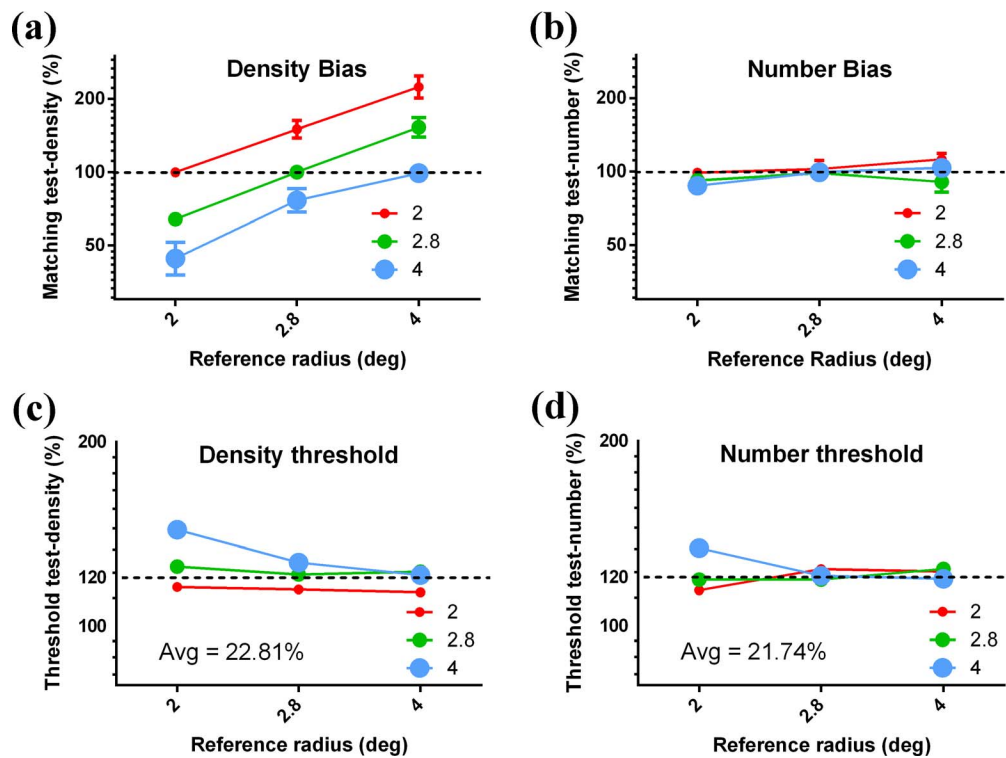 (a)
Density Bias
Matching test-density (%)
200
100
50
2
2.8
4
2
2.8
4
Reference radius (deg)
(b)
Number Bias
Matching test-number (%)
200
100
50
2
2.8
4
2
2.8
4
Reference Radius (deg)
(c)
Density threshold
Threshold test-density (%)
200
120
100
2
2.8
4
Avg = 22.81%
2
2.8
4
Reference radius (deg)
(d)
Number threshold
Threshold test-number (%)
200
120
100
2
2.8
4
Avg = 21.74%
2
2.8
4
Reference radius (deg)